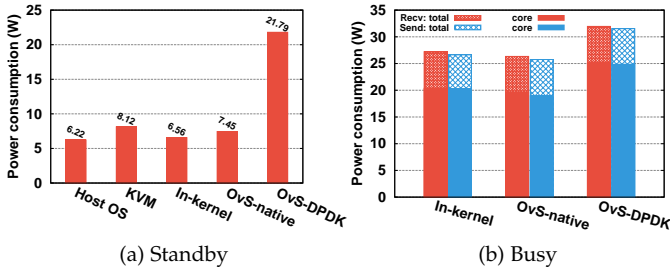 Power consumption (W)
25
20
15
10
5
0
6.22
8.12
6.56
7.45
21.79
Host OS
KVM
In-kernel
OvS-native
OvS-DPDK
(a) Standby
Power consumption (W)
35
30
25
20
15
10
5
0
Recv: total
core
Send: total
core
In-kernel
OvS-native
OvS-DPDK
(b) Busy